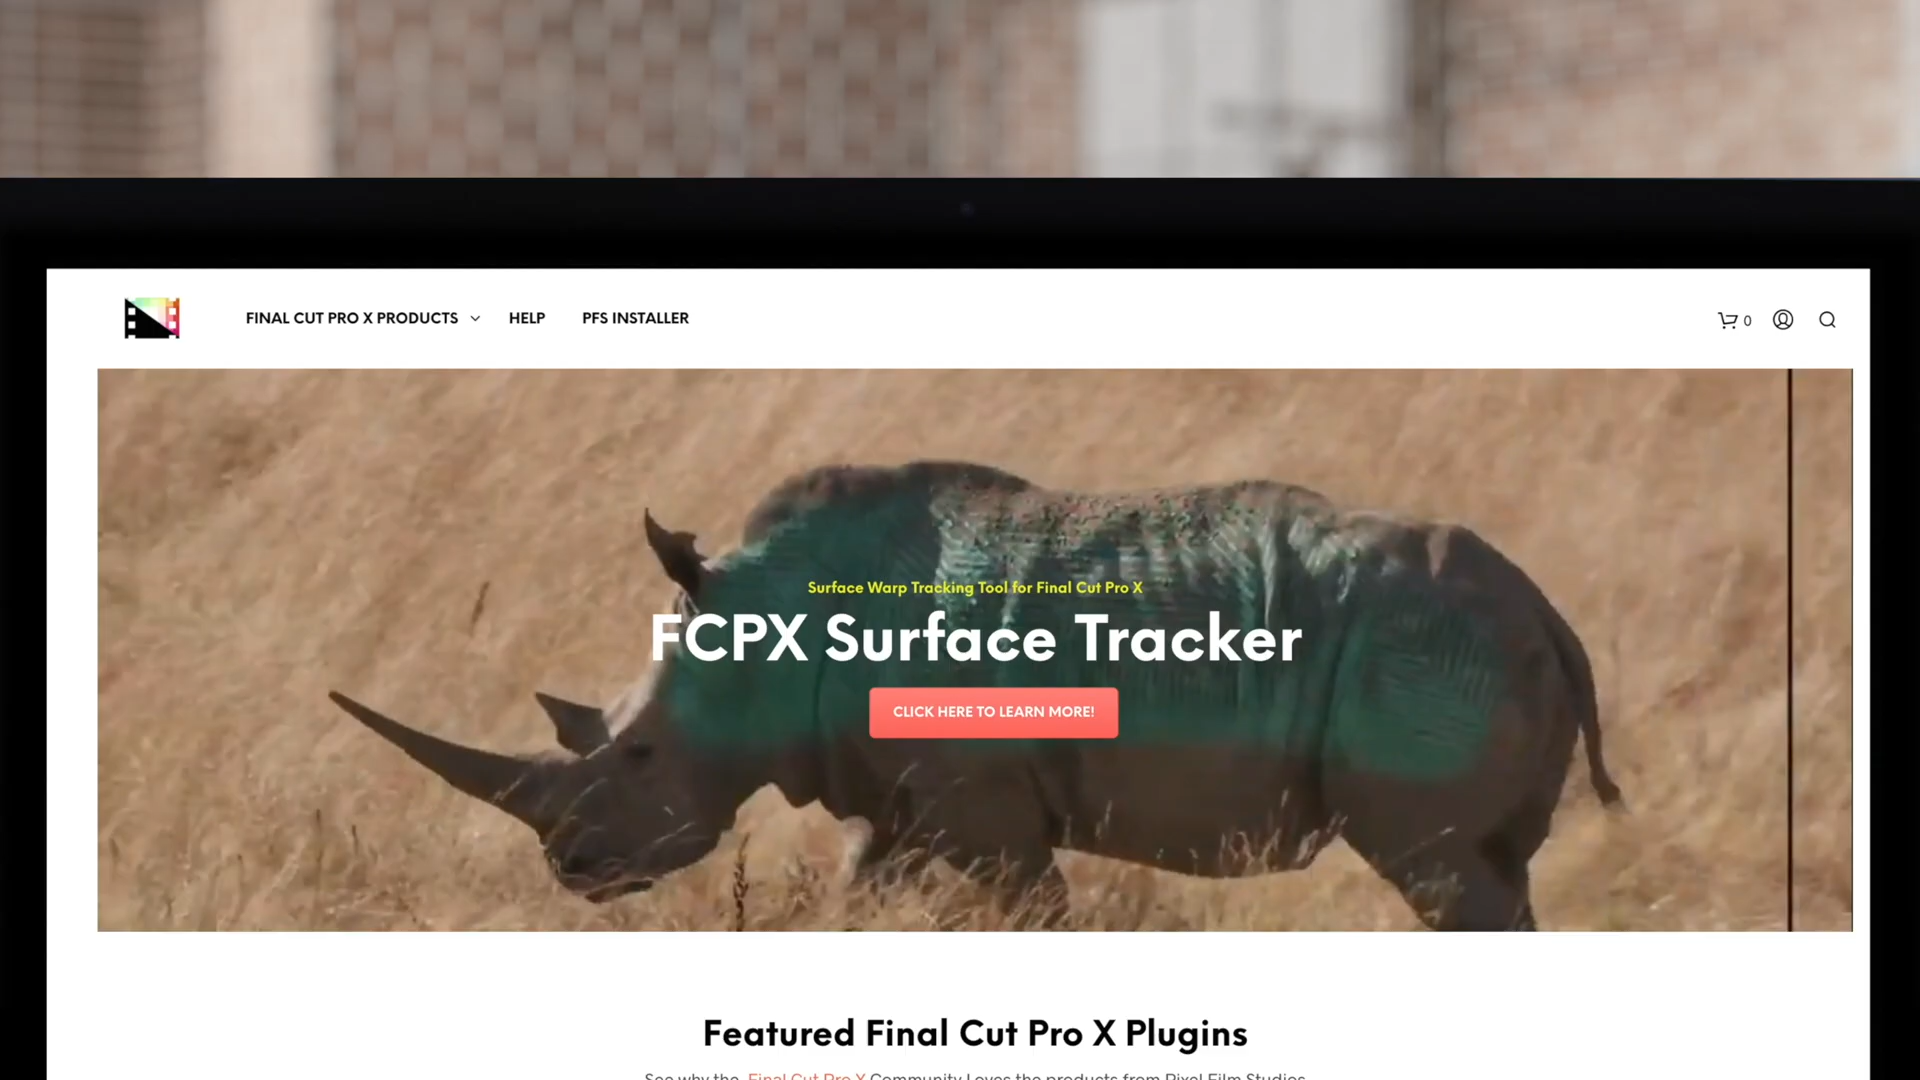 FINAL CUT PRO X PRODUCTS HELP PFS INSTALLER 0
Surface Warp Tracking Tool for Final Cut Pro X
FCPX Surface Tracker
CLICK HERE TO LEARN MORE!
Featured Final Cut Pro X Plugins
See why the Final Cut Pro X Community Loves the products from Pixel Film Studios